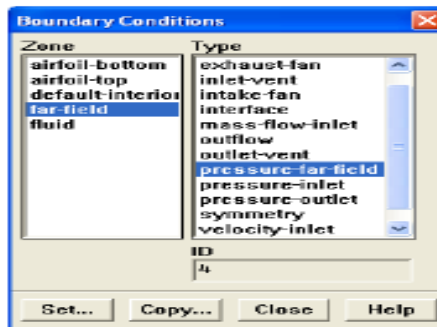 Boundary Conditions
Zone
airfoil-bottom
airfoil-top
default-interior
far-field
fluid
Type
exhaust-fan
inlet-vent
intake-fan
interface
mass-flow-inlet
outflow
outlet-vent
pressure-far-field
pressure-inlet
pressure-outlet
symmetry
velocity-inlet
ID
4
Set...
Copy...
Close
Help